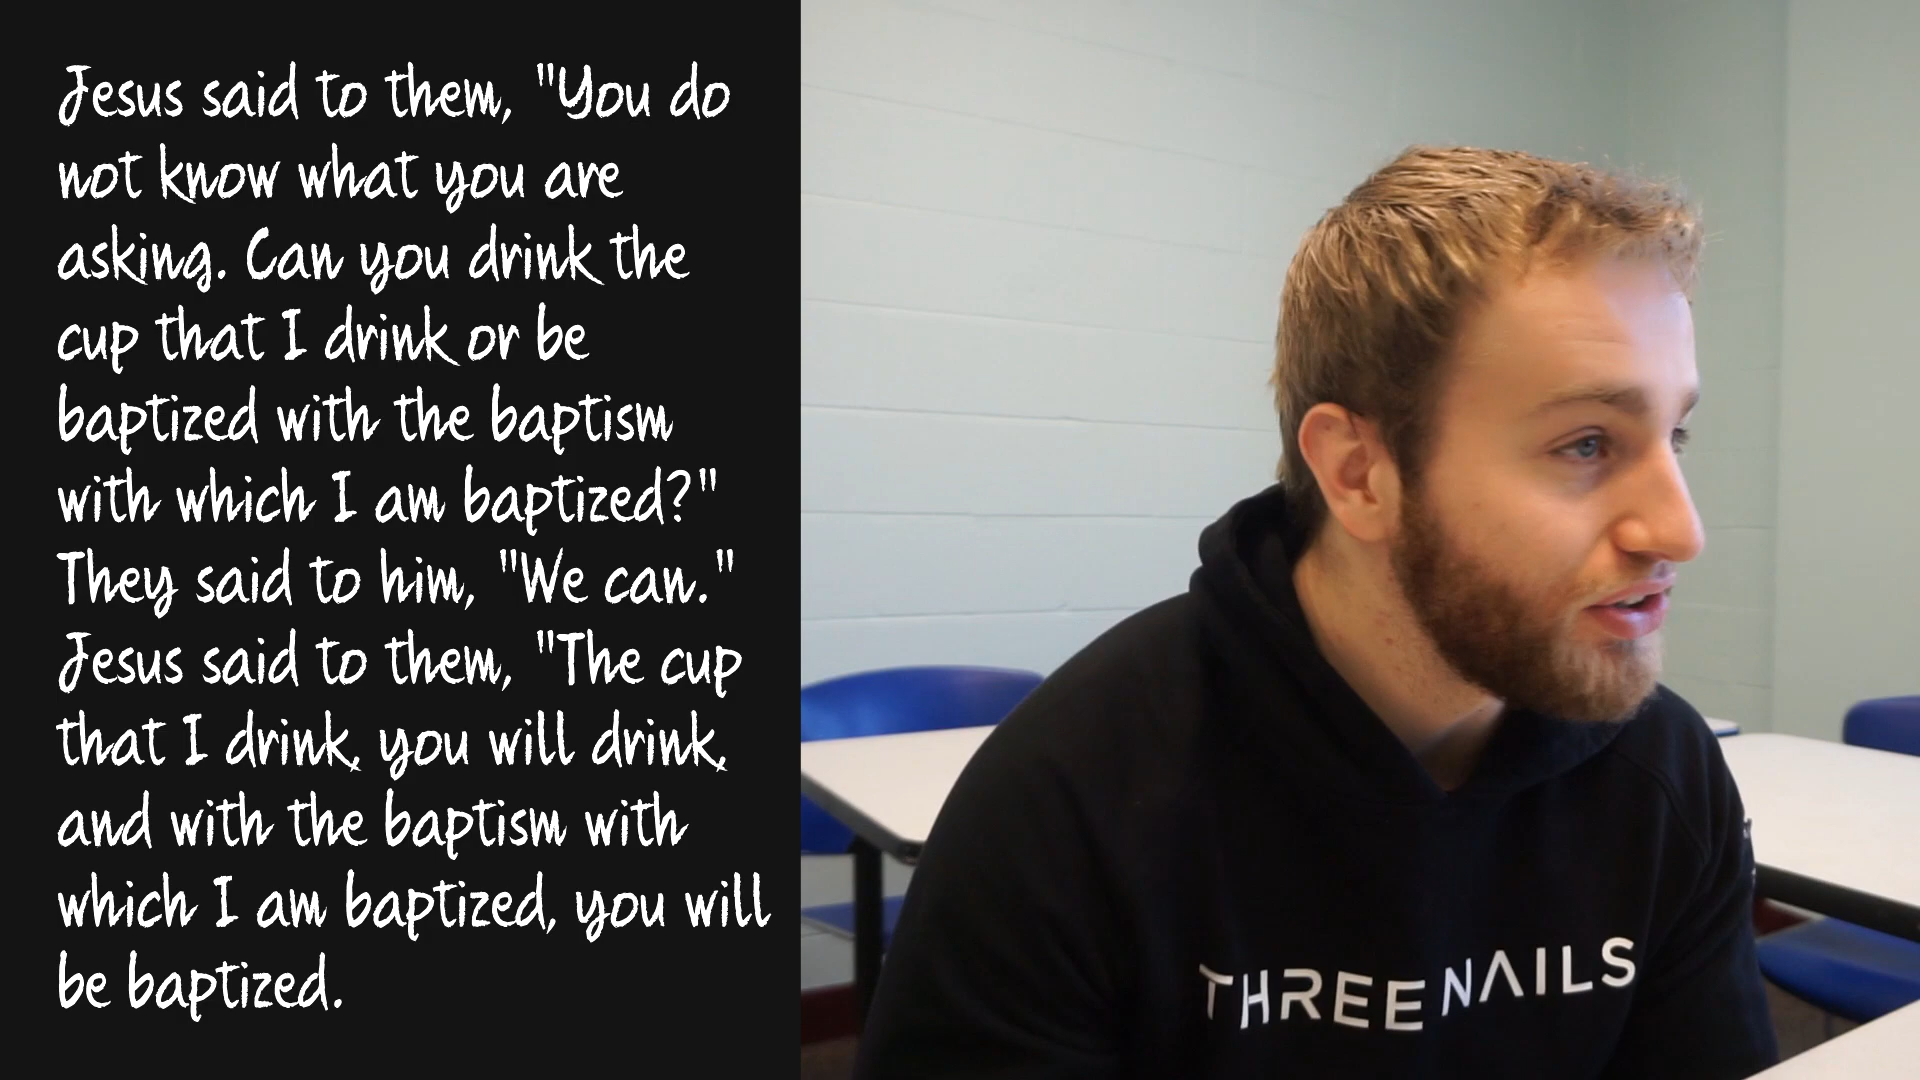 Jesus said to them, "You do
not know what you are
asking. Can you drink the
cup that I drink or be
baptized with the baptism
with which I am baptized?"
They said to him, "We can."
Jesus said to them, "The cup
that I drink, you will drink,
and with the baptism with
which I am baptized, you will
be baptized.
THREE NAILS